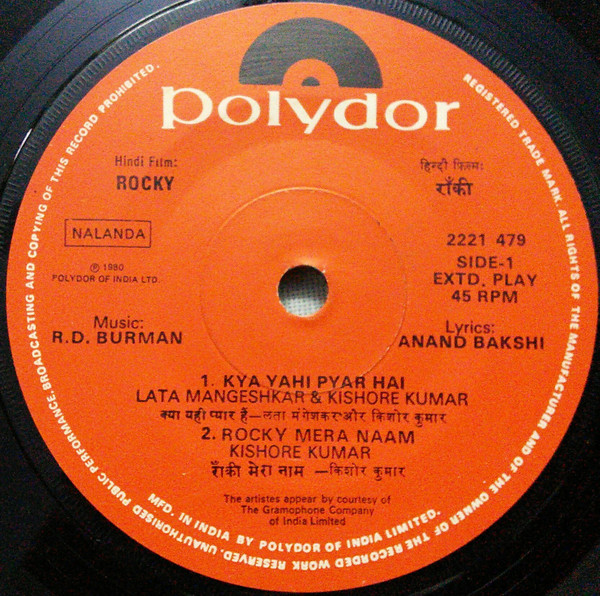 polydor
Hindi Film:
ROCKY
हिन्दी फ़िल्म:
राँकी
NALANDA
℗ 1980
POLYDOR OF INDIA LTD.
2221 479
SIDE-1
EXTD. PLAY
45 RPM
Music:
R.D. BURMAN
Lyrics:
ANAND BAKSHI
1. KYA YAHI PYAR HAI
LATA MANGESHKAR & KISHORE KUMAR
क्या यही प्यार हैं—लता मंगेशकर और किशोर कुमार
2. ROCKY MERA NAAM
KISHORE KUMAR
राँकी मेरा नाम —किशोर कुमार
The artistes appear by courtesy of
The Gramophone Company
of India Limited
REGISTERED TRADE MARK. ALL RIGHTS OF THE MANUFACTURER AND OF THE OWNER OF THE RECORDED WORK RESERVED. UNAUTHORISED PUBLIC PERFORMANCE·BROADCASTING AND COPYING OF THIS RECORD PROHIBITED.
MFD. IN INDIA BY POLYDOR OF INDIA LIMITED.